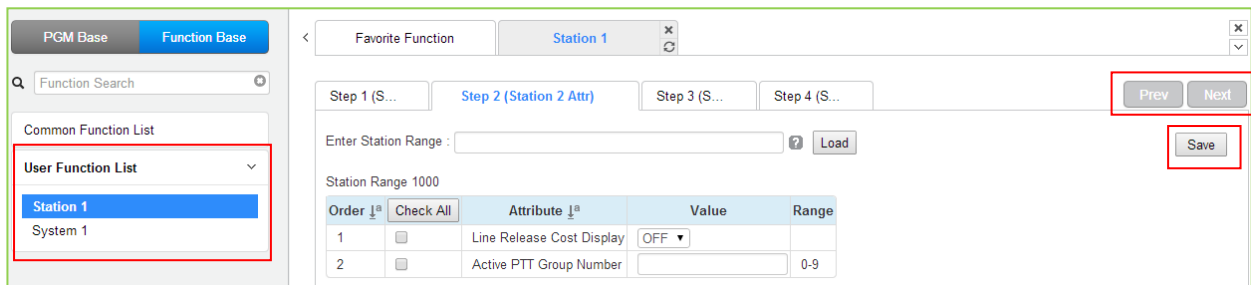 PGM Base Function Base
Favorite Function Station 1
Function Search
Step 1 (S... Step 2 (Station 2 Attr) Step 3 (S... Step 4 (S... Prev Next
Common Function List
Enter Station Range : ? Load Save
User Function List
Station Range 1000
Station 1
System 1
Order Check All Attribute Value Range
1 Line Release Cost Display OFF
2 Active PTT Group Number 0-9